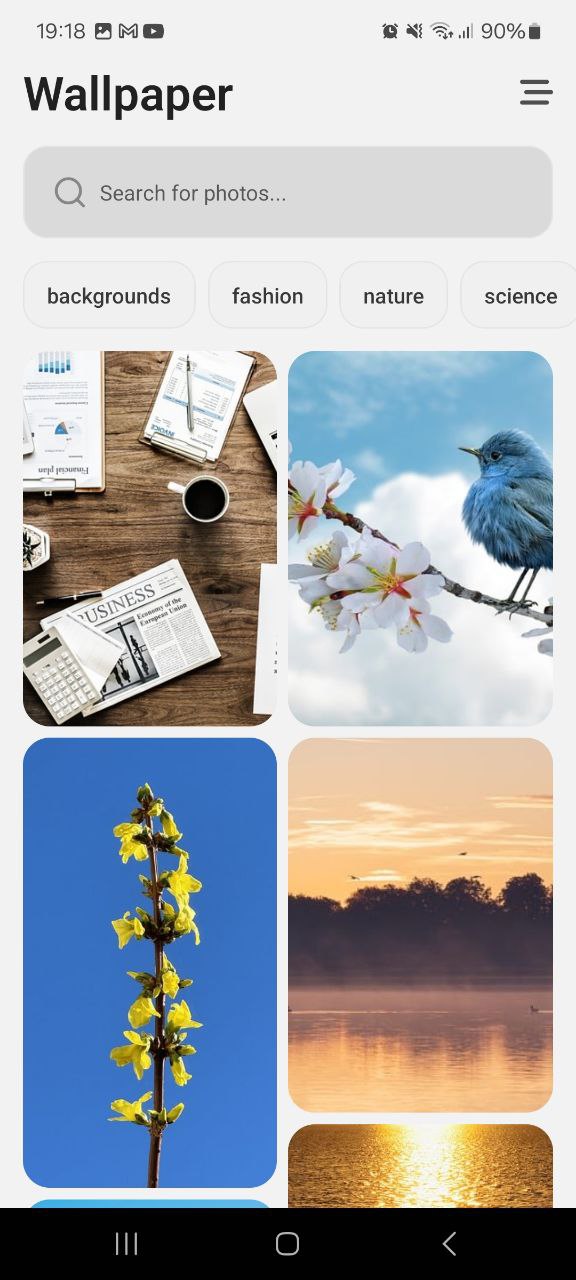 19:18
90%
Wallpaper
Search for photos...
backgrounds
fashion
nature
science
Financial plan
INVOICE
BUSINESS
Economy of the
European Union